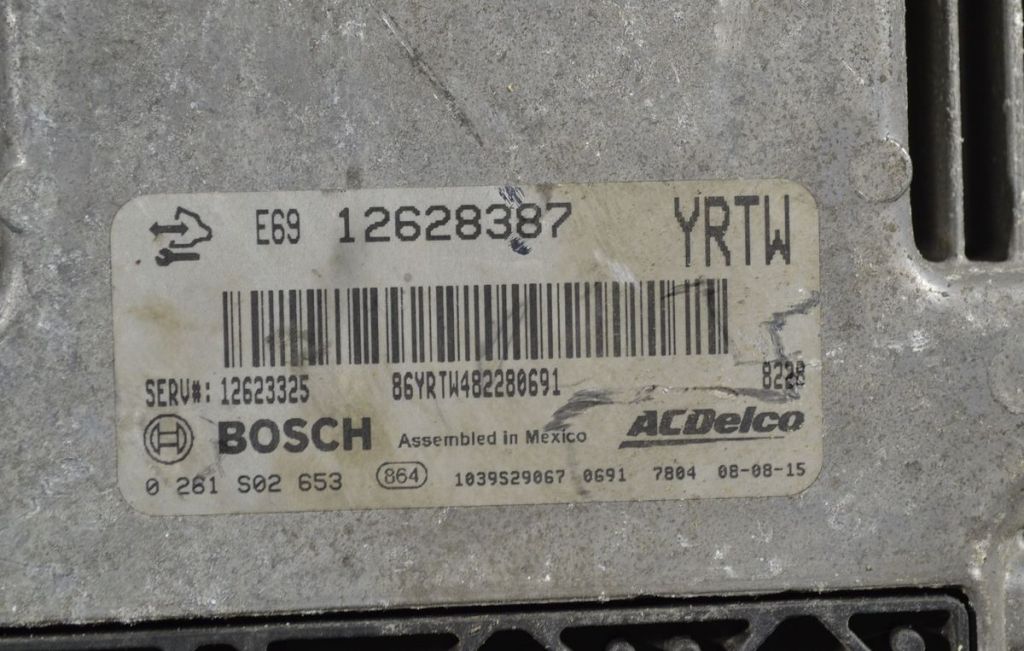 E69 12628387 YRTW
SERV#: 12623325 86YRTW482280691 8228
BOSCH Assembled in Mexico ACDelco
0 261 S02 653 864 1039S29067 0691 7804 08-08-15